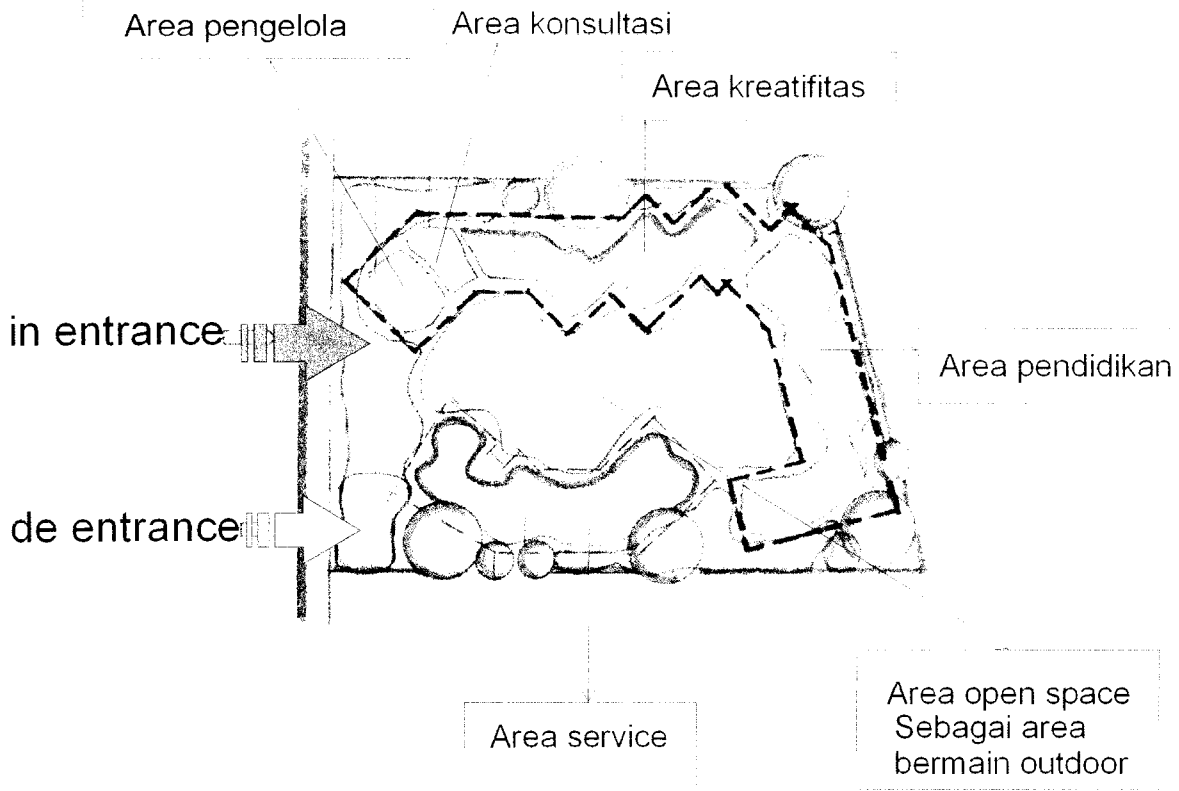 Area pengelola
Area konsultasi
Area kreatifitas
in entrance
Area pendidikan
de entrance
Area open space
Sebagai area
bermain outdoor
Area service